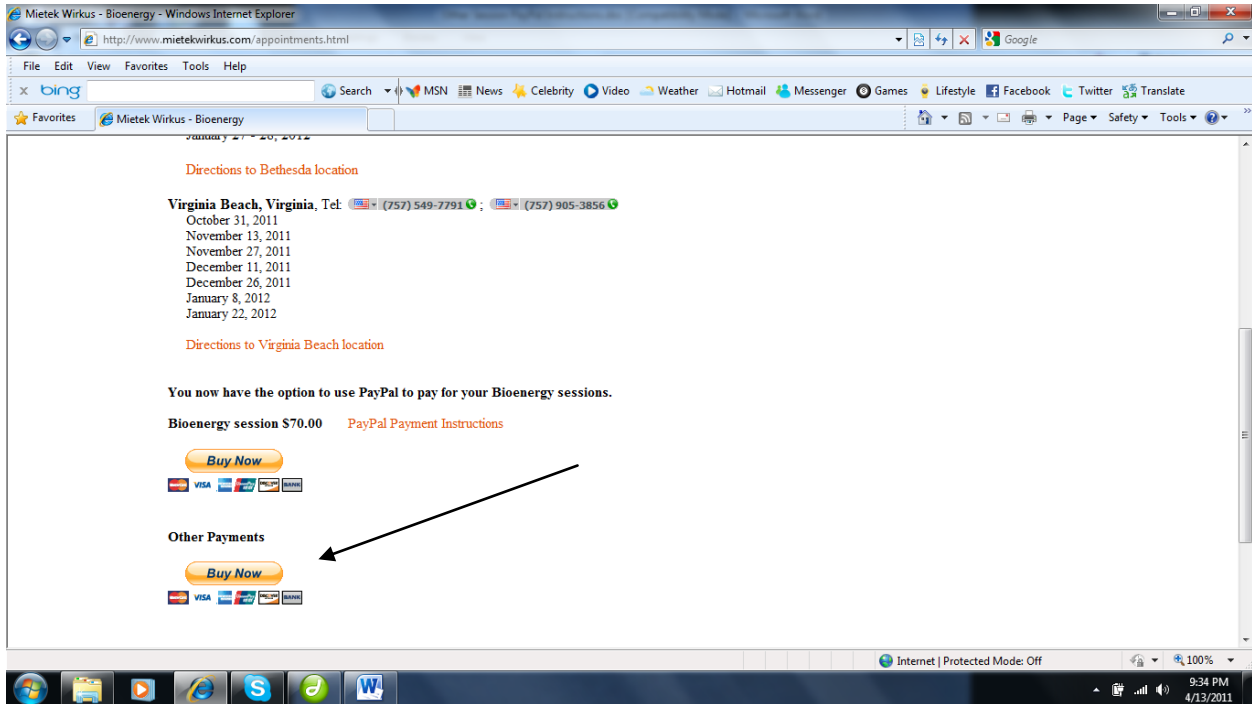 Mietek Wirkus - Bioenergy - Windows Internet Explorer
http://www.mietekwirkus.com/appointments.html
Google
File Edit View Favorites Tools Help
x bing Search MSN News Celebrity Video Weather Hotmail Messenger Games Lifestyle Facebook Twitter Translate
Favorites Mietek Wirkus - Bioenergy Page Safety Tools
January 27 - 28, 2012
Directions to Bethesda location
Virginia Beach, Virginia, Tel: (757) 549-7791 ; (757) 905-3856
October 31, 2011
November 13, 2011
November 27, 2011
December 11, 2011
December 26, 2011
January 8, 2012
January 22, 2012
Directions to Virginia Beach location
You now have the option to use PayPal to pay for your Bioenergy sessions.
Bioenergy session $70.00 PayPal Payment Instructions
Buy Now
VISA BANK
Other Payments
Buy Now
VISA BANK
Internet | Protected Mode: Off 100%
9:34 PM
4/13/2011